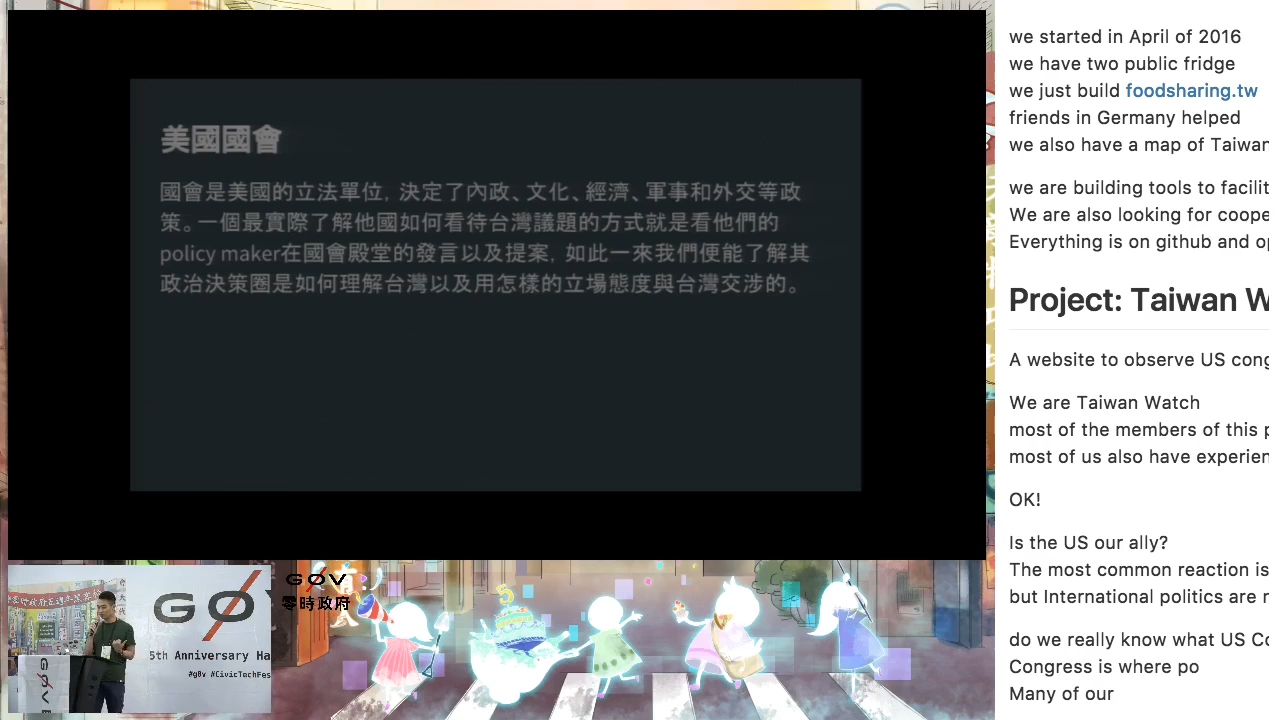 美國國會
國會是美國的立法單位，決定了內政、文化、經濟、軍事和外交等政
策。一個最實際了解他國如何看待台灣議題的方式就是看他們的
policy maker在國會殿堂的發言以及提案，如此一來我們便能了解其
政治決策圈是如何理解台灣以及用怎樣的立場態度與台灣交涉的。
we started in April of 2016
we have two public fridge
we just build foodsharing.tw
friends in Germany helped
we also have a map of Taiwan
we are building tools to facilit
We are also looking for coope
Everything is on github and op
Project: Taiwan W
A website to observe US cong
We are Taiwan Watch
most of the members of this p
most of us also have experien
OK!
Is the US our ally?
The most common reaction is
but International politics are r
do we really know what US Co
Congress is where po
Many of our
GØV
5th Anniversary Ha
#g0v #CivicTechFes
GØV
GØV
零時政府
5